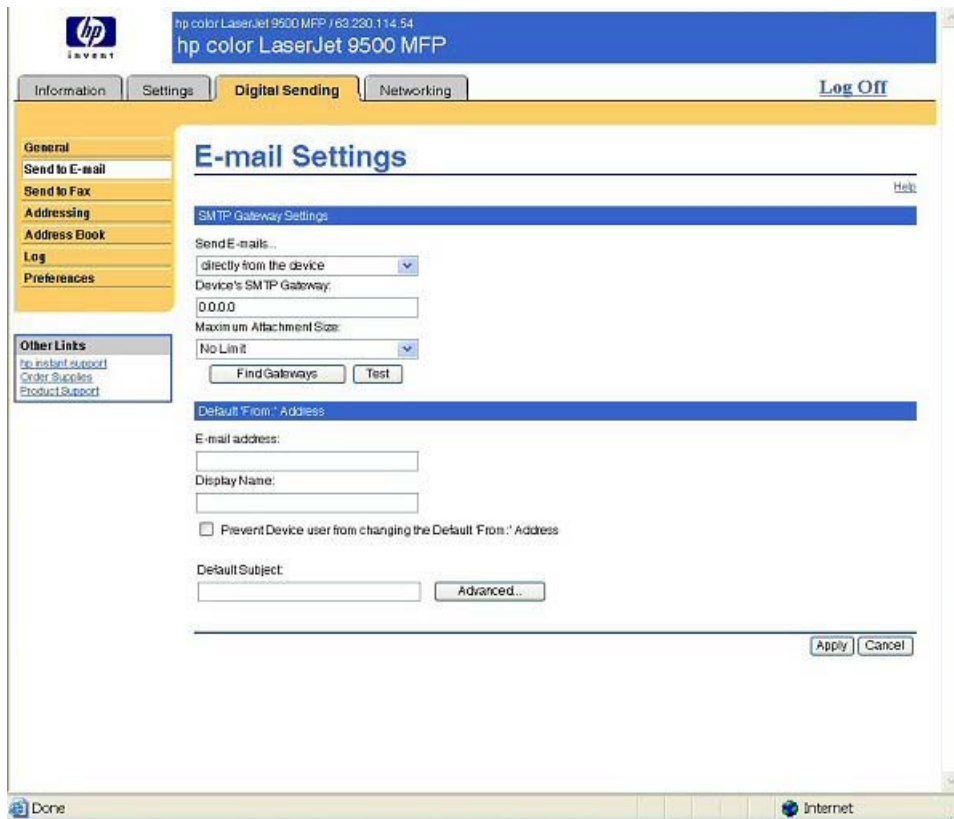 hp
invent
hp color LaserJet 9500 MFP / 63.230.114.54
hp color LaserJet 9500 MFP
Information
Settings
Digital Sending
Networking
Log Off
General
Send to E-mail
Send to Fax
Addressing
Address Book
Log
Preferences
Other Links
hp instant support
Order Supplies
Product Support
E-mail Settings
Help
SMTP Gateway Settings
Send E-mails...
directly from the device
Device's SMTP Gateway:
0.0.0.0
Maximum Attachment Size:
No Limit
Find Gateways
Test
Default 'From:' Address
E-mail address:
Display Name:
Prevent Device user from changing the Default 'From:' Address
Default Subject:
Advanced...
Apply
Cancel
Done
Internet